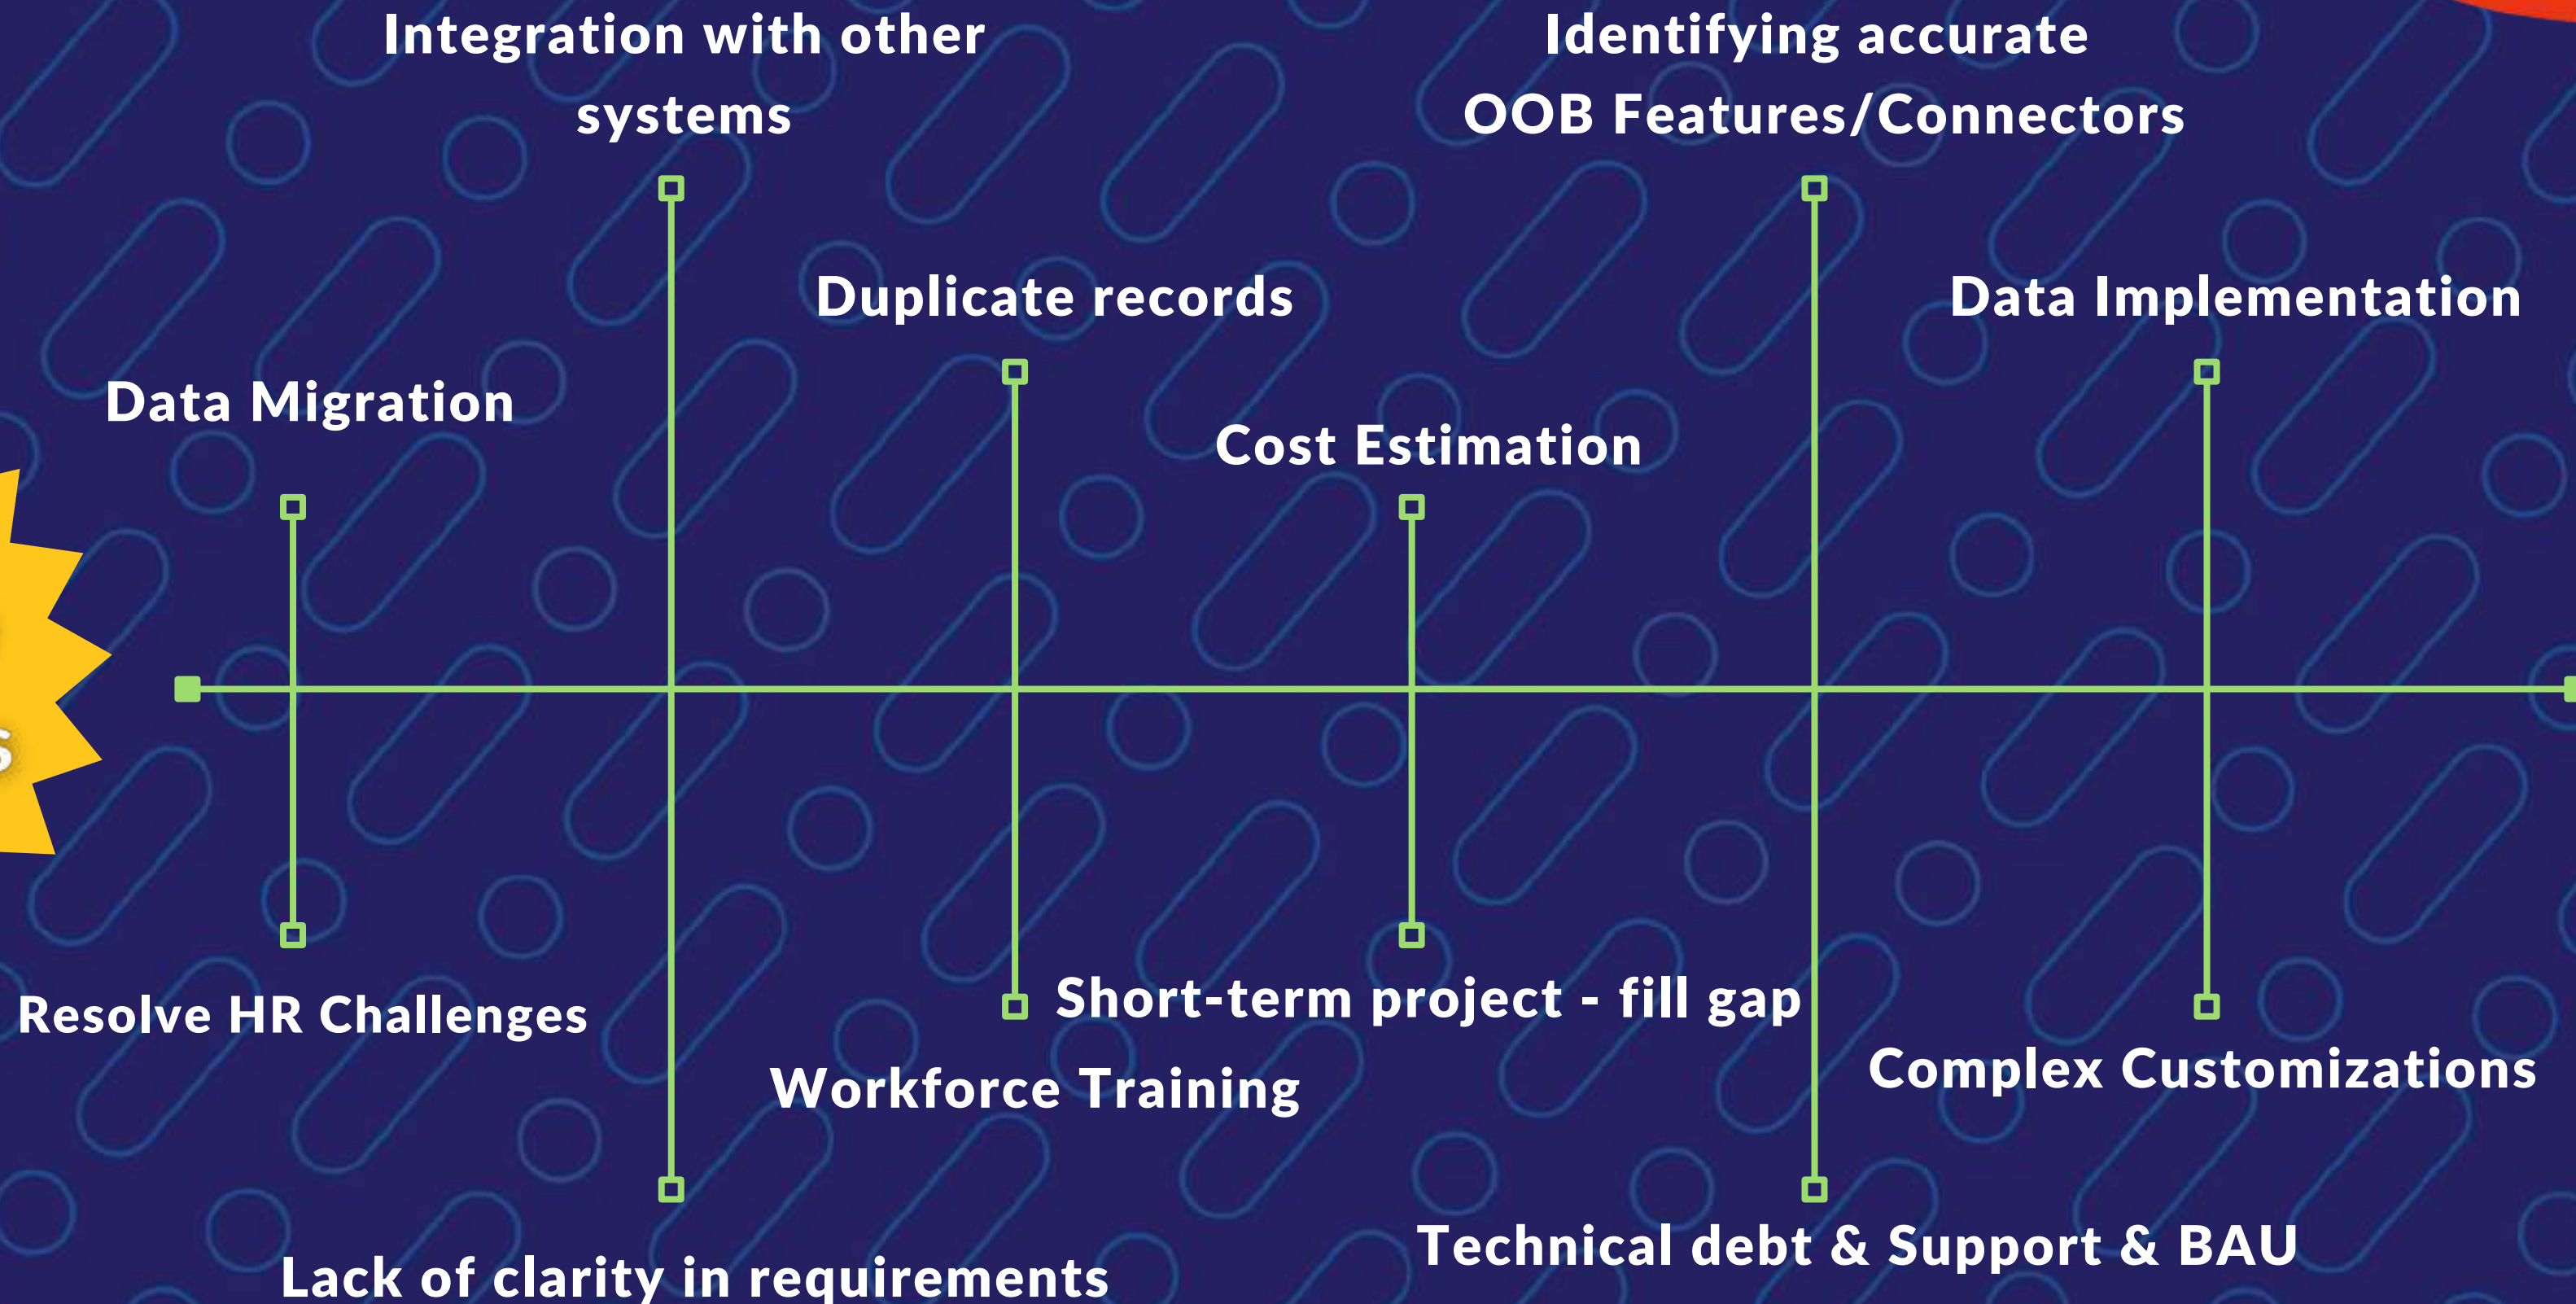 Integration with other
systems
Identifying accurate
OOB Features/Connectors
Duplicate records
Data Implementation
Data Migration
Cost Estimation
Resolve HR Challenges
Short-term project - fill gap
Workforce Training
Complex Customizations
Technical debt & Support & BAU
Lack of clarity in requirements